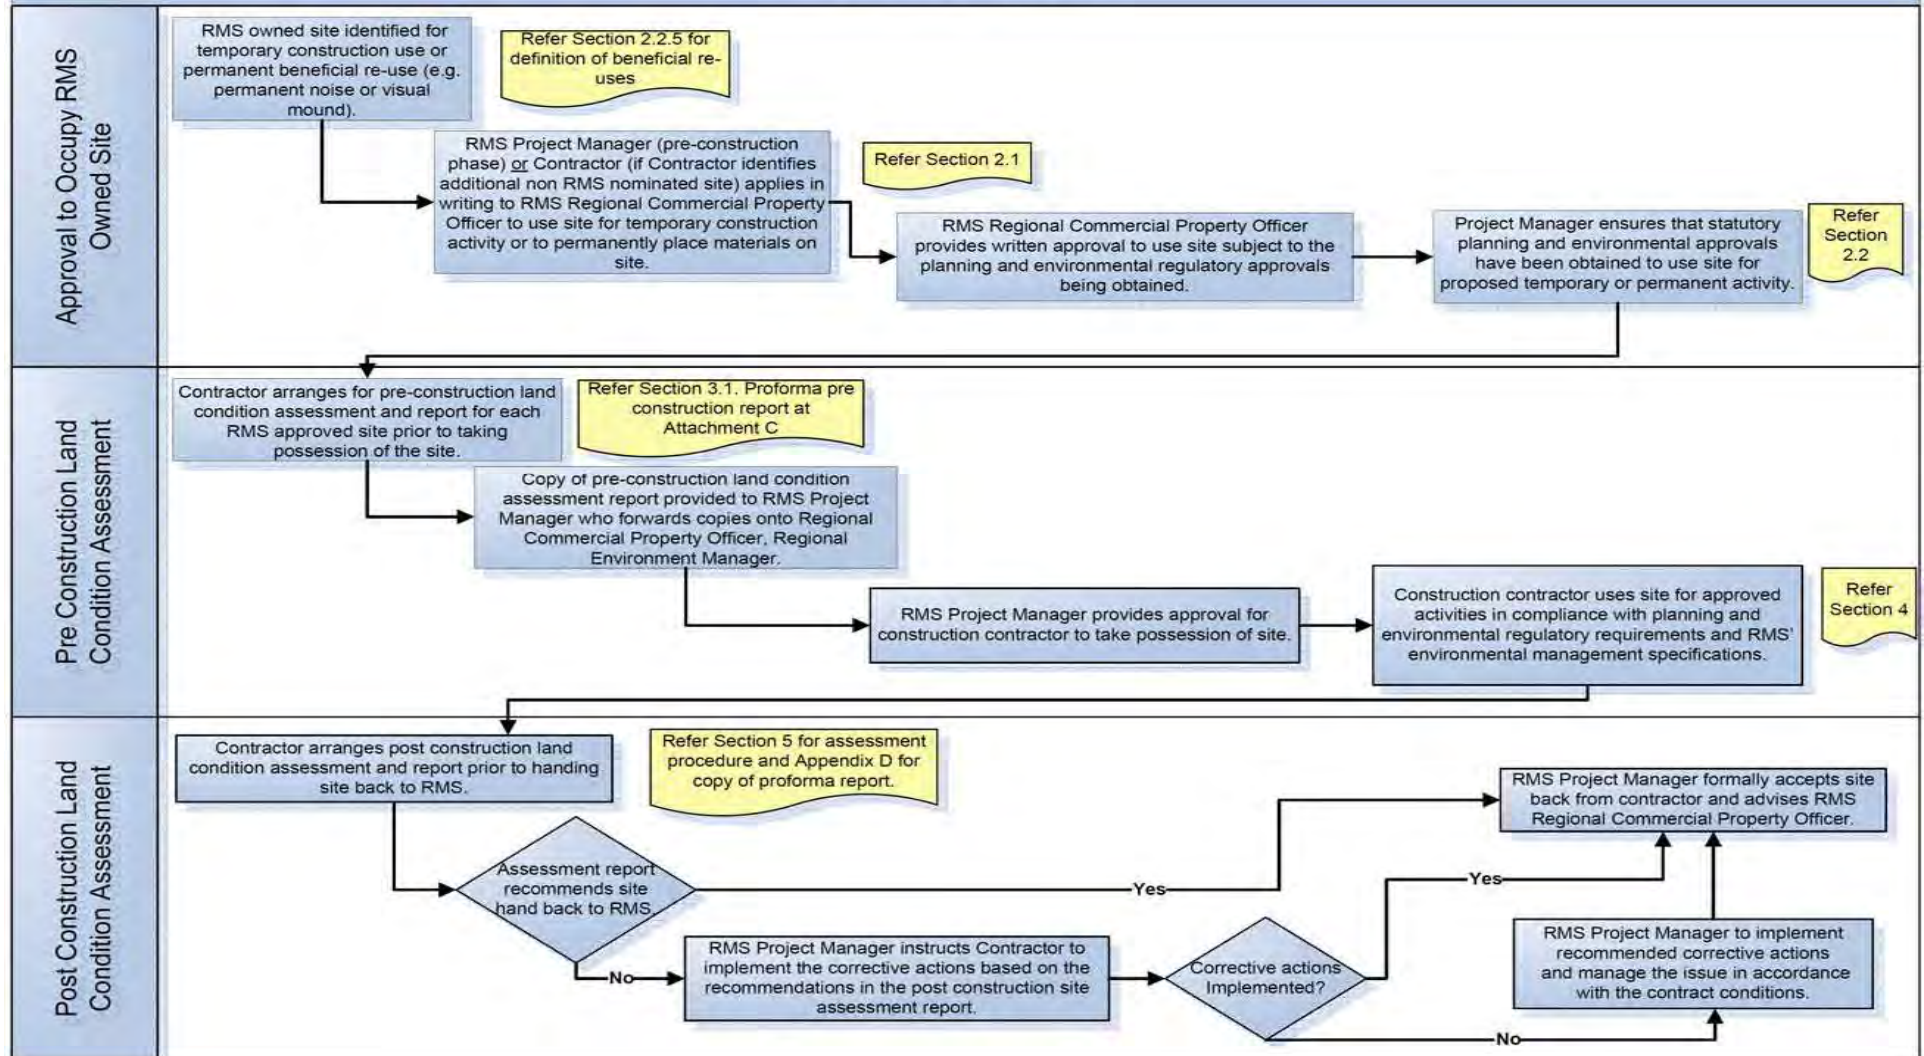 Approval to Occupy RMS
Owned Site
RMS owned site identified for
temporary construction use or
permanent beneficial re-use (e.g.
permanent noise or visual
mound).
Refer Section 2.2.5 for
definition of beneficial re-
uses
RMS Project Manager (pre-construction
phase) or Contractor (if Contractor identifies
additional non RMS nominated site) applies in
writing to RMS Regional Commercial Property
Officer to use site for temporary construction
activity or to permanently place materials on
site.
Refer Section 2.1
RMS Regional Commercial Property Officer
provides written approval to use site subject to the
planning and environmental regulatory approvals
being obtained.
Project Manager ensures that statutory
planning and environmental approvals
have been obtained to use site for
proposed temporary or permanent activity.
Refer
Section
2.2
Pre Construction Land
Condition Assessment
Contractor arranges for pre-construction land
condition assessment and report for each
RMS approved site prior to taking
possession of the site.
Refer Section 3.1. Proforma pre
construction report at
Attachment C
Copy of pre-construction land condition
assessment report provided to RMS Project
Manager who forwards copies onto Regional
Commercial Property Officer, Regional
Environment Manager.
RMS Project Manager provides approval for
construction contractor to take possession of site.
Construction contractor uses site for approved
activities in compliance with planning and
environmental regulatory requirements and RMS'
environmental management specifications.
Refer
Section 4
Post Construction Land
Condition Assessment
Contractor arranges post construction land
condition assessment and report prior to handing
site back to RMS.
Refer Section 5 for assessment
procedure and Appendix D for
copy of proforma report.
Assessment report
recommends site
hand back to RMS.
Yes
No
RMS Project Manager instructs Contractor to
implement the corrective actions based on the
recommendations in the post construction site
assessment report.
Corrective actions
Implemented?
Yes
No
RMS Project Manager to implement
recommended corrective actions
and manage the issue in accordance
with the contract conditions.
RMS Project Manager formally accepts site
back from contractor and advises RMS
Regional Commercial Property Officer.